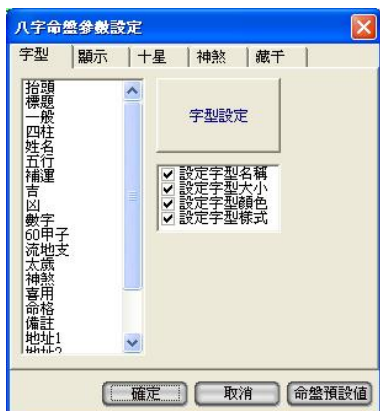 八字命盤參數設定
字型
顯示
十星
神煞
藏干
抬頭
標題
一般
四柱
姓名
五行
補運
吉
凶
數字
60甲子
流地支
太歲
神煞
喜用
命格
備註
地址1
地址2
字型設定
設定字型名稱
設定字型大小
設定字型顏色
設定字型樣式
確定
取消
命盤預設值